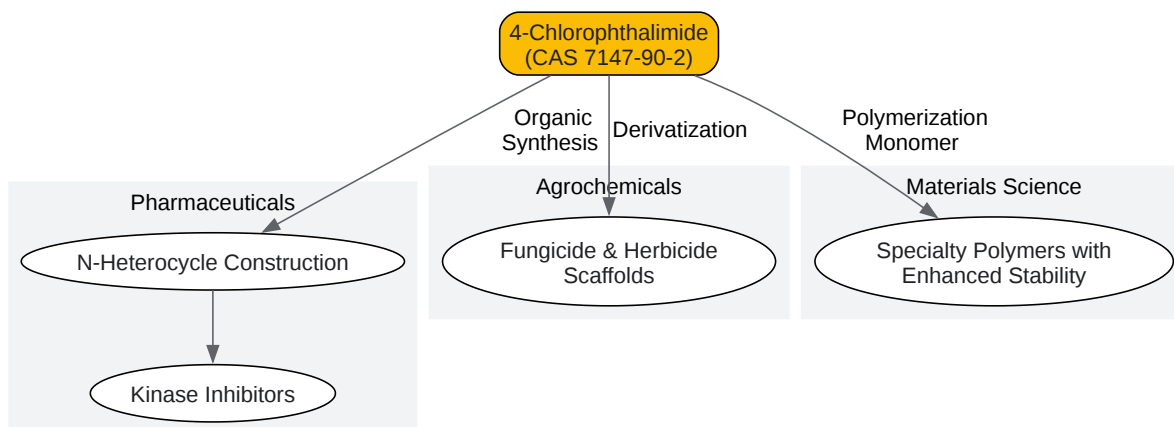 4-Chlorophthalimide
(CAS 7147-90-2)
Organic
Synthesis
Derivatization
Polymerization
Monomer
Pharmaceuticals
Agrochemicals
Materials Science
N-Heterocycle Construction
Fungicide & Herbicide
Scaffolds
Specialty Polymers with
Enhanced Stability
Kinase Inhibitors